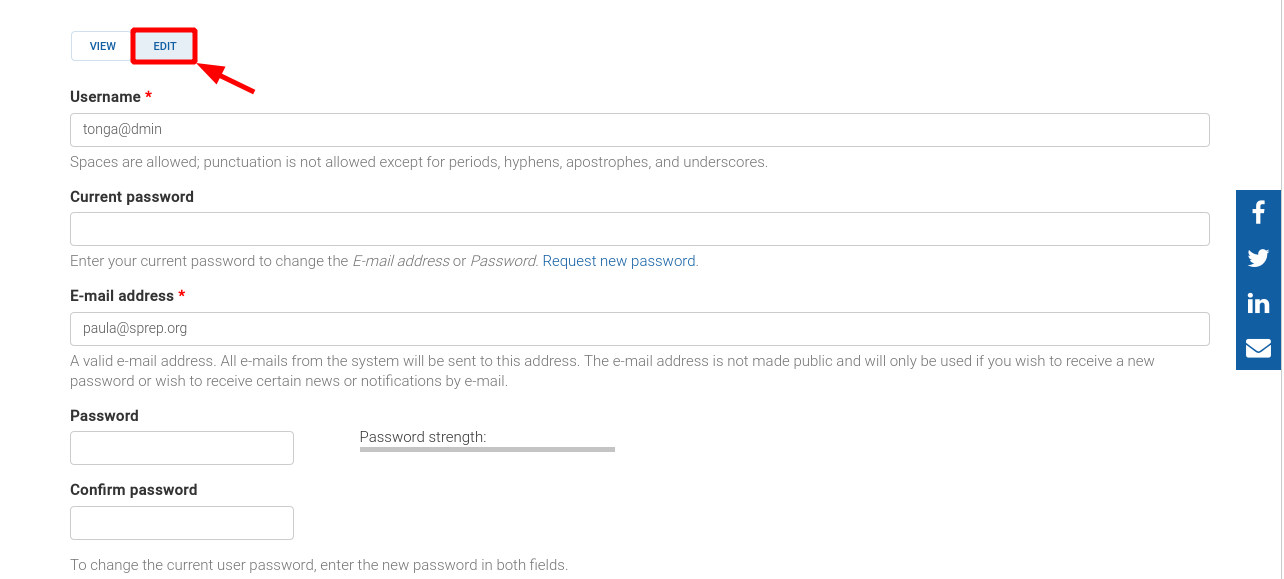 VIEW EDIT
Username *
tonga@dmin
Spaces are allowed; punctuation is not allowed except for periods, hyphens, apostrophes, and underscores.
Current password
Enter your current password to change the E-mail address or Password. Request new password.
E-mail address *
paula@sprep.org
A valid e-mail address. All e-mails from the system will be sent to this address. The e-mail address is not made public and will only be used if you wish to receive a new
password or wish to receive certain news or notifications by e-mail.
Password
Password strength:
Confirm password
To change the current user password, enter the new password in both fields.